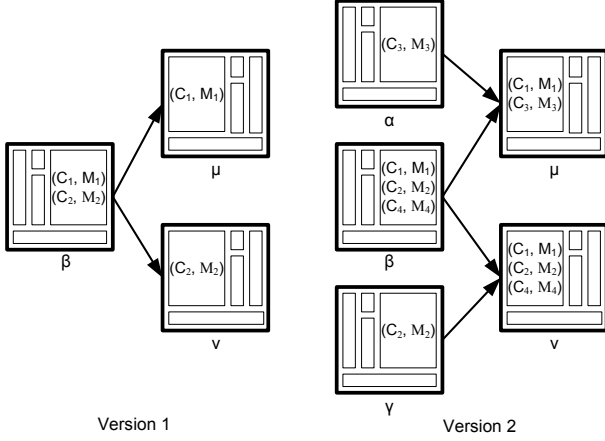 (C₁, M₁)
μ
(C₁, M₁)
(C₂, M₂)
β
(C₂, M₂)
ν
Version 1
(C₃, M₃)
α
(C₁, M₁)
(C₃, M₃)
μ
(C₁, M₁)
(C₂, M₂)
(C₄, M₄)
β
(C₁, M₁)
(C₂, M₂)
(C₄, M₄)
ν
(C₂, M₂)
γ
Version 2